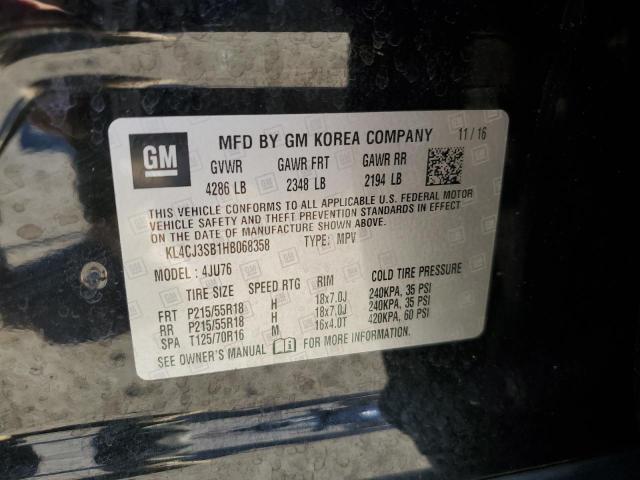 GM
MFD BY GM KOREA COMPANY 11/16
GVWR GAWR FRT GAWR RR
4286 LB 2348 LB 2194 LB
THIS VEHICLE CONFORMS TO ALL APPLICABLE U.S. FEDERAL MOTOR
VEHICLE SAFETY AND THEFT PREVENTION STANDARDS IN EFFECT
ON THE DATE OF MANUFACTURE SHOWN ABOVE.
KL4CJ3SB1HB068358 TYPE: MPV
MODEL: 4JU76
TIRE SIZE SPEED RTG RIM COLD TIRE PRESSURE
FRT P215/55R18 H 18x7.0J 240KPA, 35 PSI
RR P215/55R18 H 18x7.0J 240KPA, 35 PSI
SPA T125/70R16 M 16x4.0T 420KPA, 60 PSI
SEE OWNER'S MANUAL FOR MORE INFORMATION